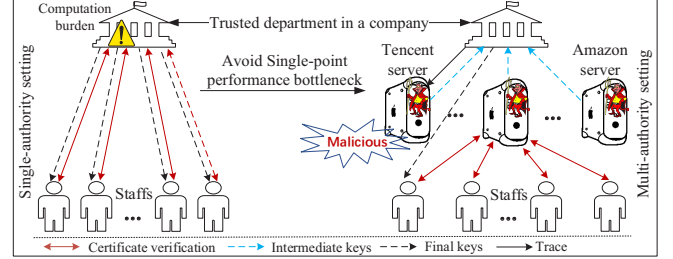 Computation
burden
Trusted department in a company
Tencent
server
Amazon
server
Avoid Single-point
performance bottleneck
Single-authority setting
Multi-authority setting
...
...
Malicious
Staffs
...
Staffs
...
Certificate verification
Intermediate keys
Final keys
Trace